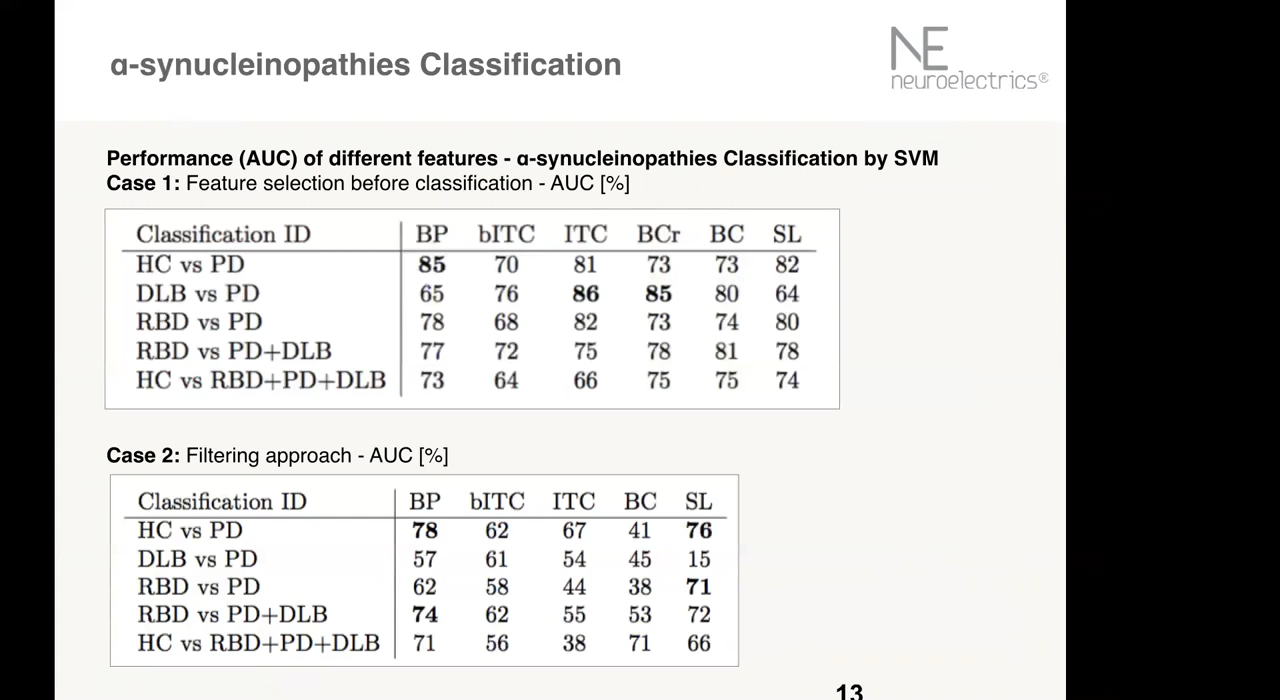 α-synucleinopathies Classification
NE
neuroelectrics®
Performance (AUC) of different features - α-synucleinopathies Classification by SVM
Case 1: Feature selection before classification - AUC [%]
Classification ID BP bITC ITC BCr BC SL
HC vs PD 85 70 81 73 73 82
DLB vs PD 65 76 86 85 80 64
RBD vs PD 78 68 82 73 74 80
RBD vs PD+DLB 77 72 75 78 81 78
HC vs RBD+PD+DLB 73 64 66 75 75 74
Case 2: Filtering approach - AUC [%]
Classification ID BP bITC ITC BC SL
HC vs PD 78 62 67 41 76
DLB vs PD 57 61 54 45 15
RBD vs PD 62 58 44 38 71
RBD vs PD+DLB 74 62 55 53 72
HC vs RBD+PD+DLB 71 56 38 71 66
13